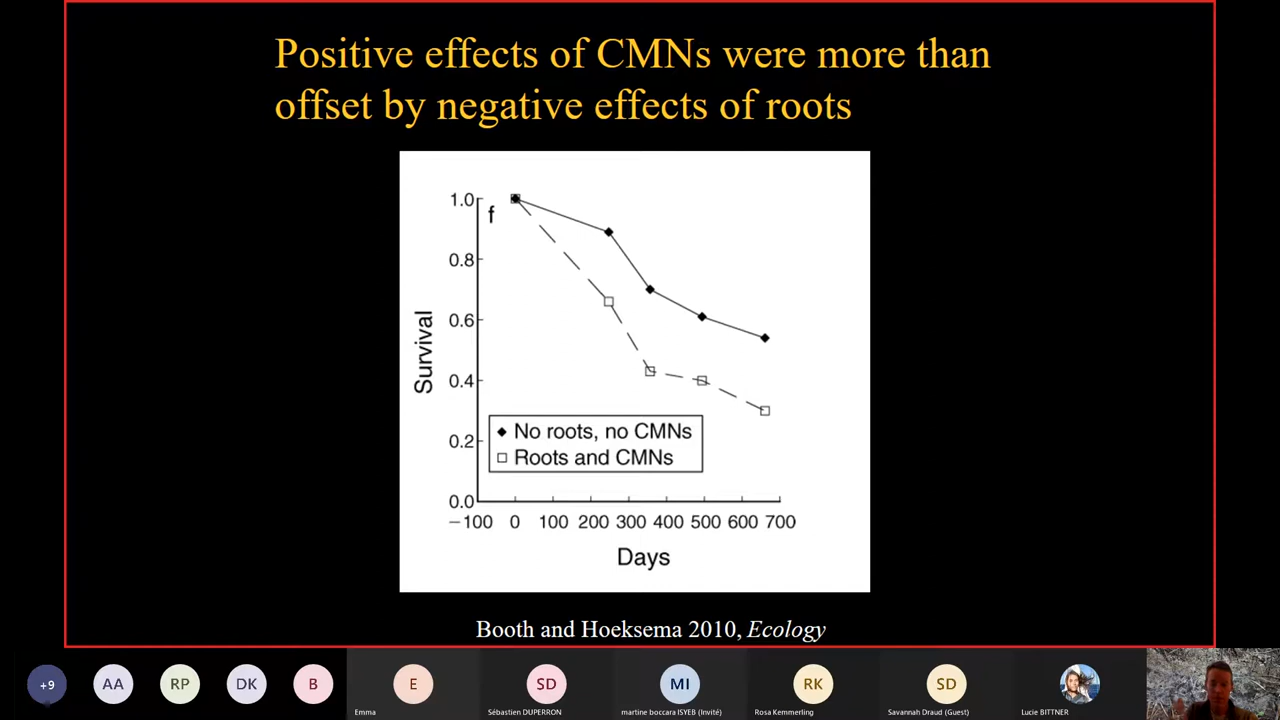 Positive effects of CMNs were more than
offset by negative effects of roots
1.0
f
0.8
0.6
0.4
0.2
0.0
Survival
No roots, no CMNs
Roots and CMNs
−100 0 100 200 300 400 500 600 700
Days
Booth and Hoeksema 2010, Ecology
+9 AA RP DK B E SD MI RK SD
Emma Sébastien DUPERRON martine boccara ISYEB (Invité) Rosa Kemmerling Savannah Draud (Guest) Lucie BITTNER